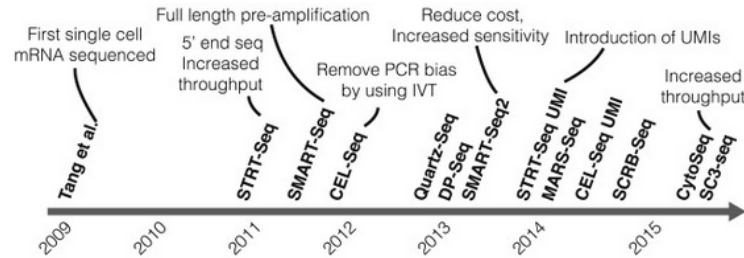 First single cell
mRNA sequenced
Full length pre-amplification
5' end seq
Increased
throughput
Remove PCR bias
by using IVT
Reduce cost,
Increased sensitivity
Introduction of UMIs
Increased
throughput
Tang et al.
STRT-Seq
SMART-Seq
CEL-Seq
Quartz-Seq
DP-Seq
SMART-Seq2
STRT-Seq UMI
MARS-Seq
CEL-Seq UMI
SCRB-Seq
CytoSeq
SC3-seq
2009
2010
2011
2012
2013
2014
2015